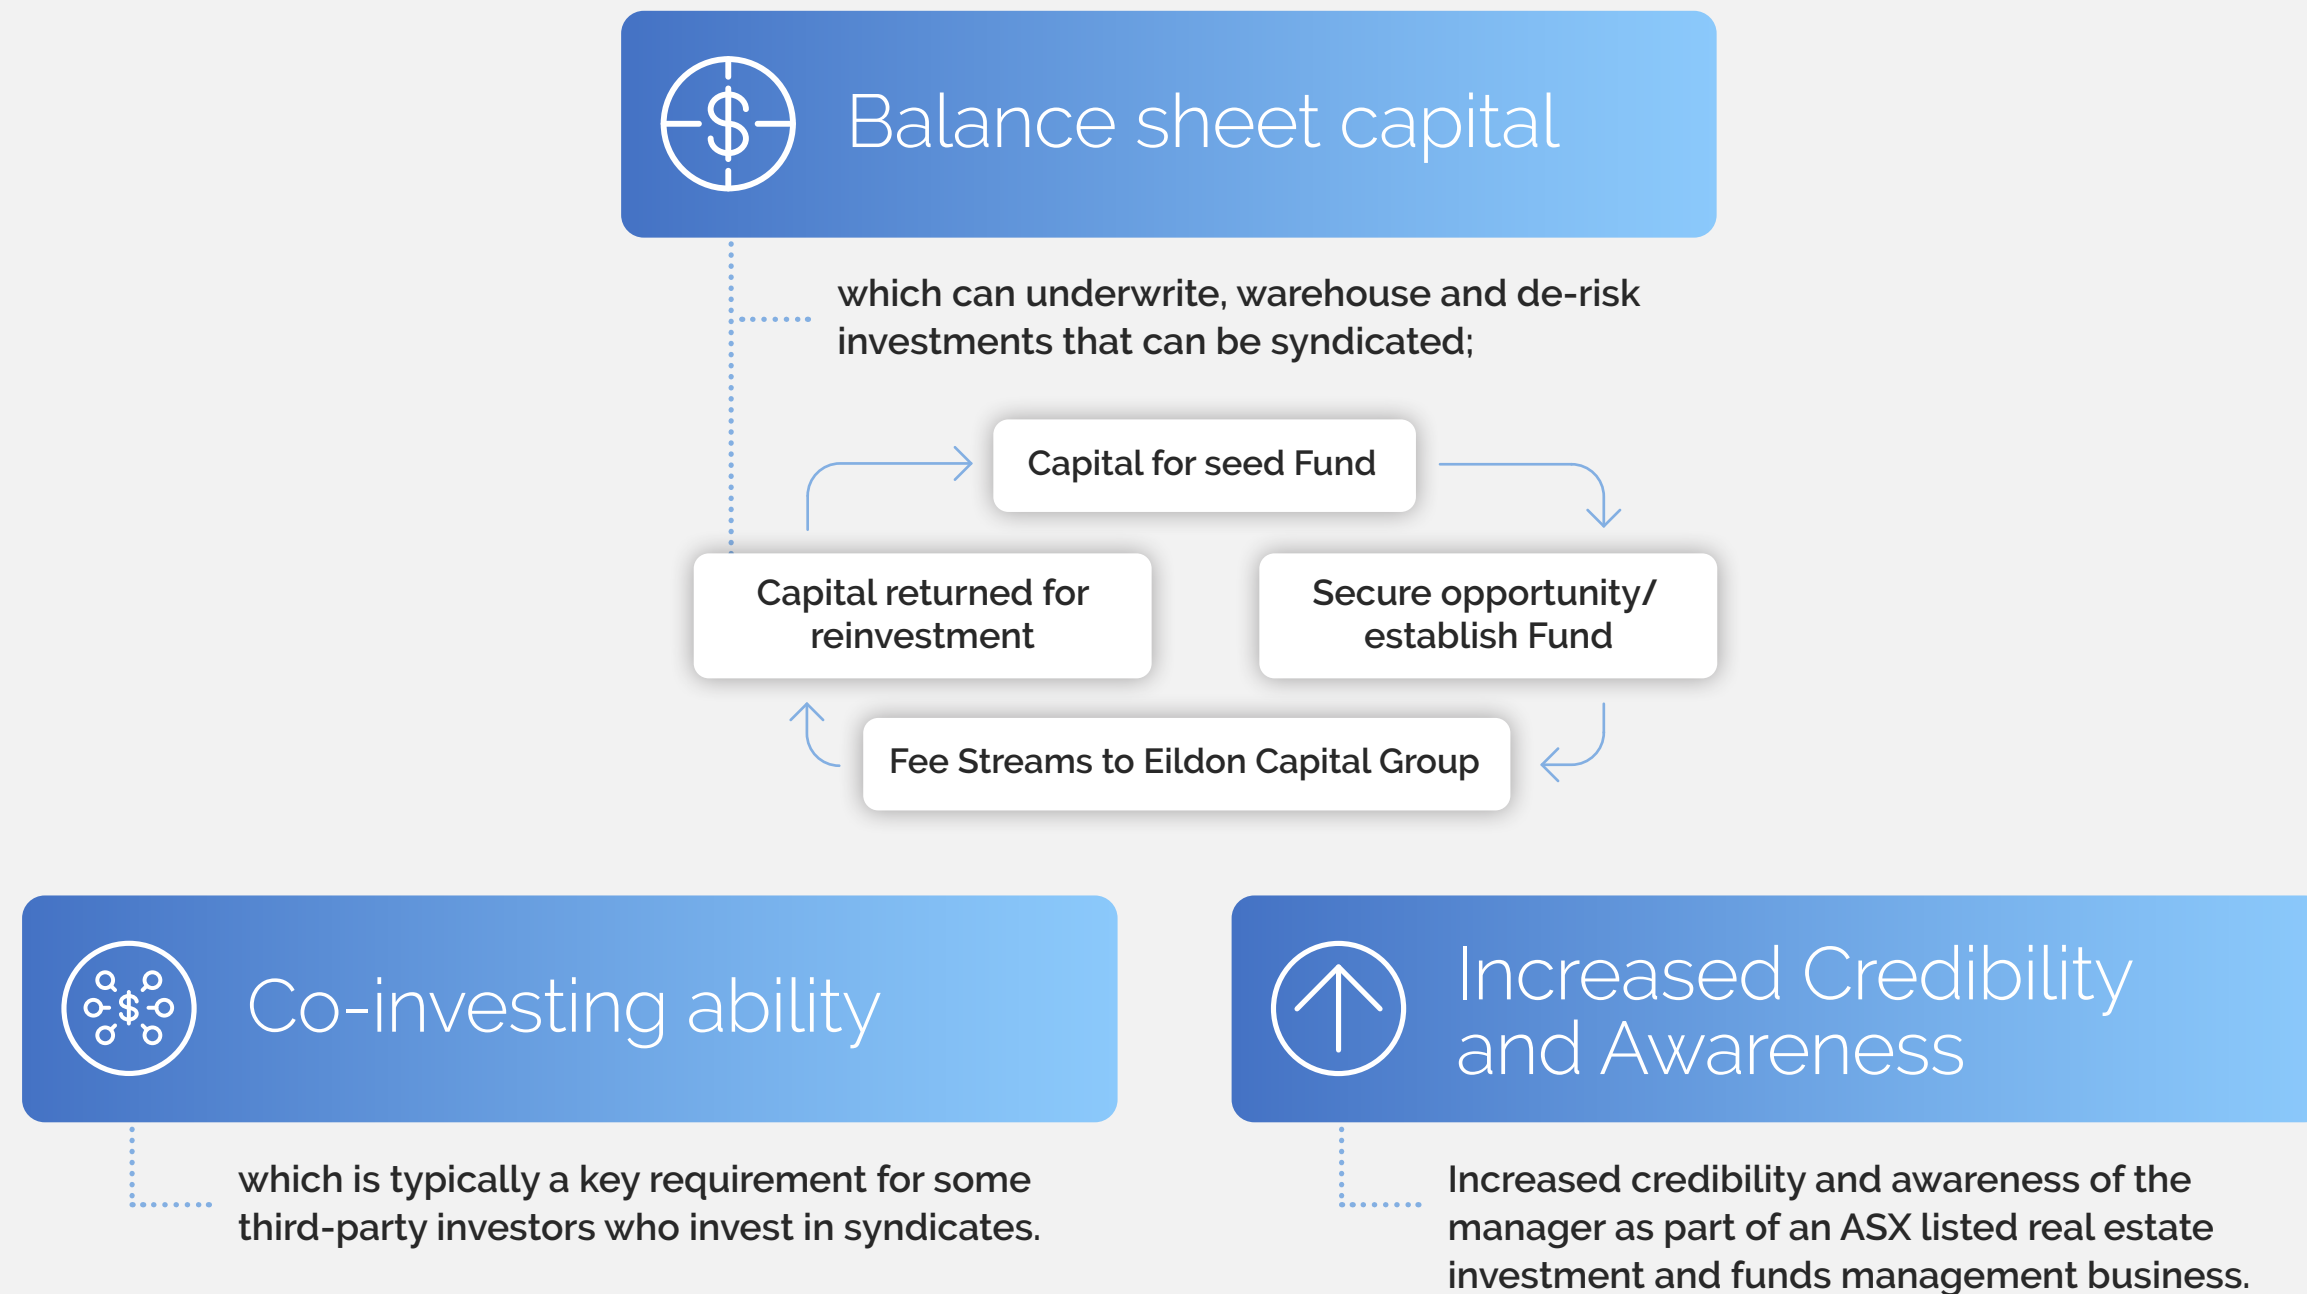 Balance sheet capital
which can underwrite, warehouse and de-risk
investments that can be syndicated;
Capital for seed Fund
Capital returned for
reinvestment
Secure opportunity/
establish Fund
Fee Streams to Eildon Capital Group
Co-investing ability
which is typically a key requirement for some
third-party investors who invest in syndicates.
Increased Credibility
and Awareness
Increased credibility and awareness of the
manager as part of an ASX listed real estate
investment and funds management business.